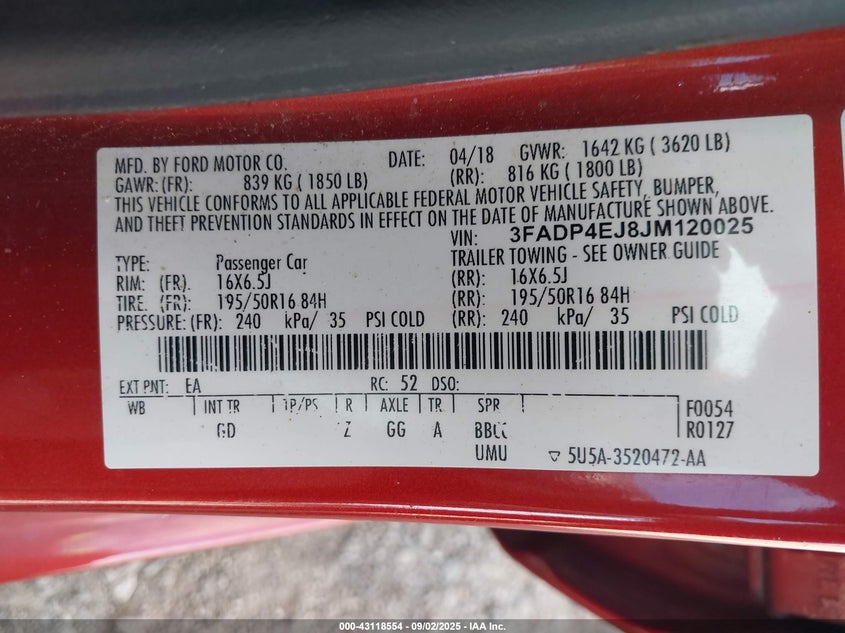 MFD. BY FORD MOTOR CO. DATE: 04/18 GVWR: 1642 KG ( 3620 LB)
GAWR: (FR): 839 KG ( 1850 LB) (RR): 816 KG ( 1800 LB)
THIS VEHICLE CONFORMS TO ALL APPLICABLE FEDERAL MOTOR VEHICLE SAFETY, BUMPER,
AND THEFT PREVENTION STANDARDS IN EFFECT ON THE DATE OF MANUFACTURE SHOWN ABOVE.
VIN: 3FADP4EJ8JM120025
TYPE: Passenger Car TRAILER TOWING - SEE OWNER GUIDE
RIM: (FR.) 16X6.5J (RR): 16X6.5J
TIRE. (FR): 195/50R16 84H (RR): 195/50R16 84H
PRESSURE: (FR): 240 kPa/ 35 PSI COLD (RR): 240 kPa/ 35 PSI COLD
EXT PNT: EA RC: 52 DSO:
WB INT TR TP/PS R AXLE TR SPR F0054
GD Z GG A R0127
UMU 5U5A-3520472-AA
000-43118554 - 09/02/2025 - IAA Inc.